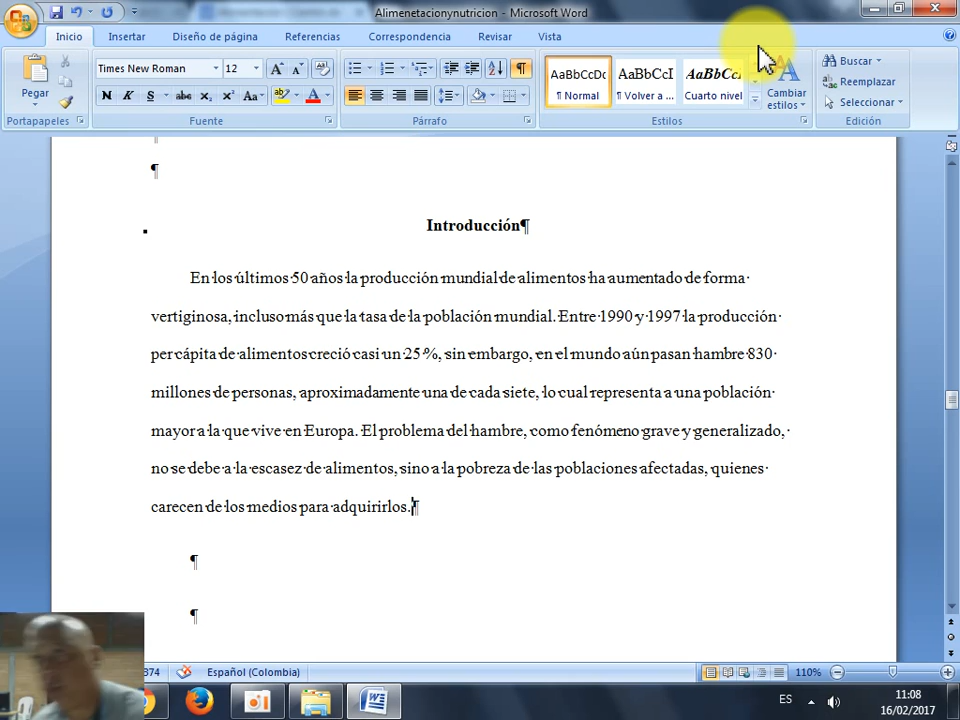 Alimenetacionynutricion - Microsoft Word
Inicio Insertar Diseño de página Referencias Correspondencia Revisar Vista
Pegar
Portapapeles
Times New Roman 12
N K S abc x₂ x² Aa
Fuente
Párrafo
AaBbCcDc AaBbCcI AaBbCcI
¶ Normal ¶ Volver a ... Cuarto nivel
Cambiar estilos
Estilos
Buscar
Reemplazar
Seleccionar
Edición
¶
Introducción¶
En·los·últimos·50·años·la·producción·mundial·de·alimentos·ha·aumentado·de·forma·
vertiginosa,·incluso·más·que·la·tasa·de·la·población·mundial.·Entre·1990·y·1997·la·producción·
per·cápita·de·alimentos·creció·casi·un·25·%,·sin·embargo,·en·el·mundo·aún·pasan·hambre·830·
millones·de·personas,·aproximadamente·una·de·cada·siete,·lo·cual·representa·a·una·población·
mayor·a·la·que·vive·en·Europa.·El·problema·del·hambre,·como·fenómeno·grave·y·generalizado,·
no·se·debe·a·la·escasez·de·alimentos,·sino·a·la·pobreza·de·las·poblaciones·afectadas,·quienes·
carecen·de·los·medios·para·adquirirlos.¶
¶
¶
874 Español (Colombia) 110%
ES 11:08
16/02/2017